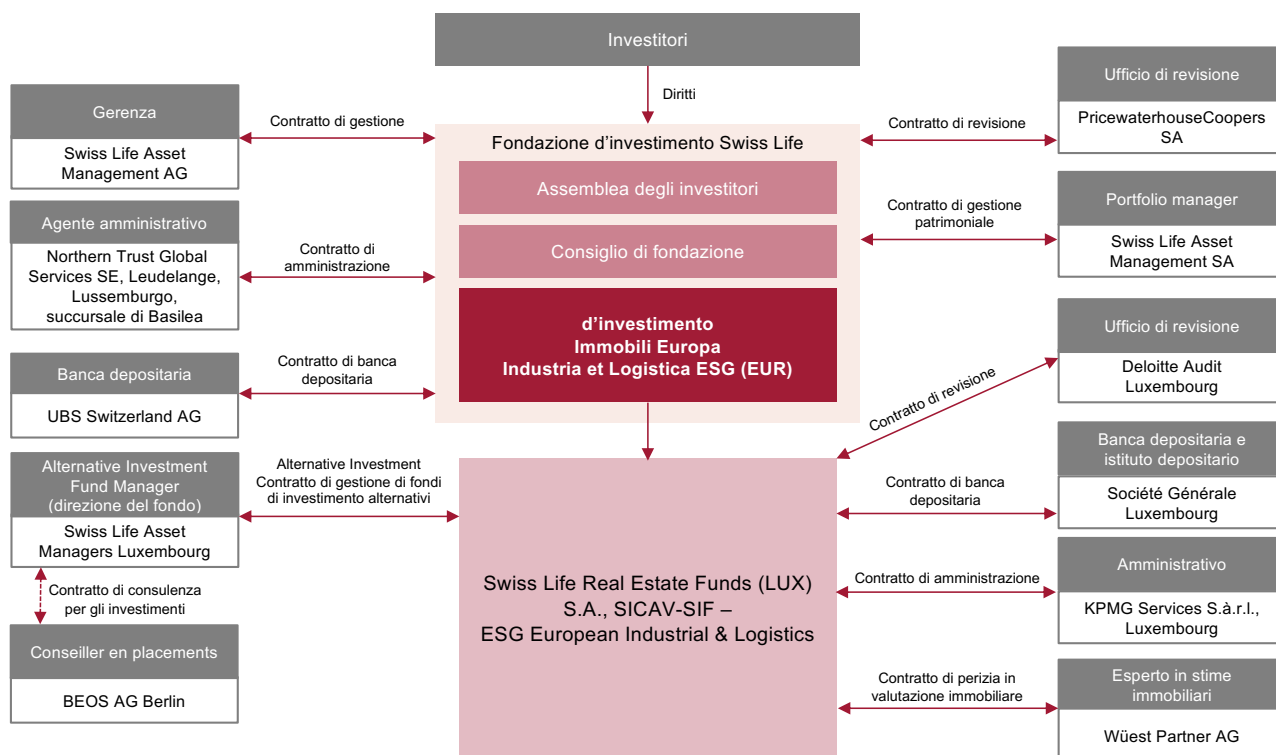 Investitori
Diritti
Gerenza
Swiss Life Asset
Management AG
Contratto di gestione
Agente amministrativo
Northern Trust Global
Services SE, Leudelange,
Lussemburgo,
succursale di Basilea
Contratto di
amministrazione
Banca depositaria
UBS Switzerland AG
Contratto di banca
depositaria
Alternative Investment
Fund Manager
(direzione del fondo)
Swiss Life Asset
Managers Luxembourg
Alternative Investment
Contratto di gestione di fondi
di investimento alternativi
Contratto di consulenza
per gli investimenti
Conseiller en placements
BEOS AG Berlin
Fondazione d’investimento Swiss Life
Assemblea degli investitori
Consiglio di fondazione
d’investimento
Immobili Europa
Industria et Logistica ESG (EUR)
Swiss Life Real Estate Funds (LUX)
S.A., SICAV-SIF –
ESG European Industrial & Logistics
Contratto di revisione
Ufficio di revisione
PricewaterhouseCoopers
SA
Contratto di gestione
patrimoniale
Portfolio manager
Swiss Life Asset
Management SA
Contratto di revisione
Ufficio di revisione
Deloitte Audit
Luxembourg
Contratto di banca
depositaria
Banca depositaria e
istituto depositario
Société Générale
Luxembourg
Contratto di amministrazione
Amministrativo
KPMG Services S.à.r.l.,
Luxembourg
Contratto di perizia in
valutazione immobiliare
Esperto in stime
immobiliari
Wüest Partner AG